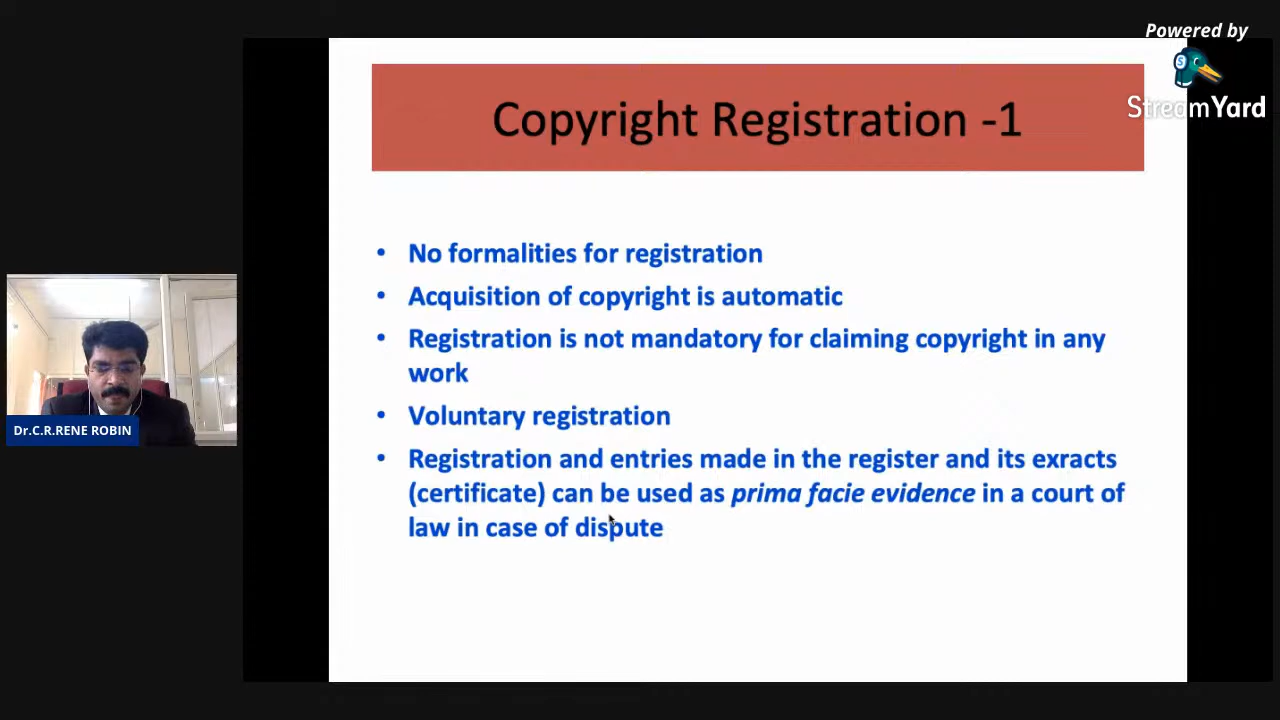 Powered by
StreamYard
Copyright Registration -1
• No formalities for registration
• Acquisition of copyright is automatic
• Registration is not mandatory for claiming copyright in any
work
• Voluntary registration
• Registration and entries made in the register and its exracts
(certificate) can be used as prima facie evidence in a court of
law in case of dispute
Dr.C.R.RENE ROBIN